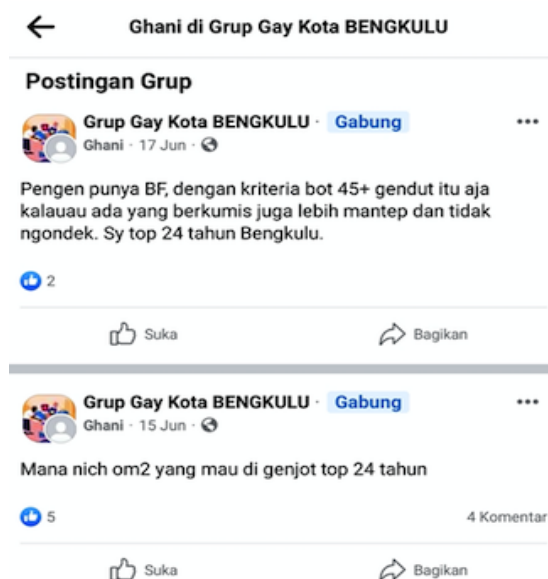 Ghani di Grup Gay Kota BENGKULU
Postingan Grup
Grup Gay Kota BENGKULU · Gabung
Ghani · 17 Jun ·
Pengen punya BF, dengan kriteria bot 45+ gendut itu aja
kalauau ada yang berkumis juga lebih mantep dan tidak
ngondek. Sy top 24 tahun Bengkulu.
2
Suka Bagikan
Grup Gay Kota BENGKULU · Gabung
Ghani · 15 Jun ·
Mana nich om2 yang mau di genjot top 24 tahun
5 4 Komentar
Suka Bagikan